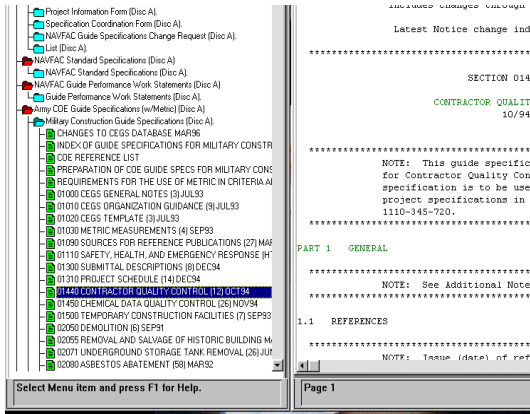 Project Information Form (Disc A).
Specification Coordination Form (Disc A).
NAVFAC Guide Specifications Change Request (Disc A).
List (Disc A).
NAVFAC Standard Specifications (Disc A)
NAVFAC Standard Specifications (Disc A).
NAVFAC Guide Performance Work Statements (Disc A)
Guide Performance Work Statements (Disc A).
Army COE Guide Specifications (w/Metric) (Disc A)
Military Construction Guide Specifications (Disc A).
CHANGES TO CEGS DATABASE MAR96
INDEX OF GUIDE SPECIFICATIONS FOR MILITARY CONSTR
COE REFERENCE LIST
PREPARATION OF COE GUIDE SPECS FOR MILITARY CONS
REQUIREMENTS FOR THE USE OF METRIC IN CRITERIA A
01000 CEGS GENERAL NOTES (3) JUL93
01010 CEGS ORGANIZATION GUIDANCE (9) JUL93
01020 CEGS TEMPLATE (3) JUL93
01030 METRIC MEASUREMENTS (4) SEP93
01090 SOURCES FOR REFERENCE PUBLICATIONS (27) MAR
01110 SAFETY, HEALTH, AND EMERGENCY RESPONSE (H
01300 SUBMITTAL DESCRIPTIONS (8) DEC94
01310 PROJECT SCHEDULE (14) DEC94
01440 CONTRACTOR QUALITY CONTROL (12) OCT94
01450 CHEMICAL DATA QUALITY CONTROL (26) NOV94
01500 TEMPORARY CONSTRUCTION FACILITIES (7) SEP93
02050 DEMOLITION (6) SEP91
02055 REMOVAL AND SALVAGE OF HISTORIC BUILDING M
02071 UNDERGROUND STORAGE TANK REMOVAL (26) JU
02080 ASBESTOS ABATEMENT (58) MAR92
Select Menu item and press F1 for Help.
includes changes through
Latest Notice change ind
*******************************
SECTION 014
CONTRACTOR QUALIT
10/94
*******************************
NOTE: This guide specific
for Contractor Quality Con
specification is to be use
project specifications in
1110-345-720.
*******************************
PART 1 GENERAL
*******************************
NOTE: See Additional Note
*******************************
1.1 REFERENCES
*******************************
NOTE: Issue (date) of ref
Page 1